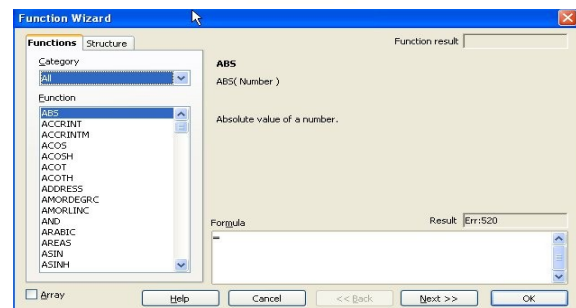 Function Wizard
Functions Structure
Function result
Category
All
Function
ABS
ACCRINT
ACCRINTM
ACOS
ACOSH
ACOT
ACOTH
ADDRESS
AMORDEGRC
AMORLINC
AND
ARABIC
AREAS
ASIN
ASINH
ABS
ABS( Number )
Absolute value of a number.
Formula
Result Err:520
=
Array
Help
Cancel
<< Back
Next >>
OK